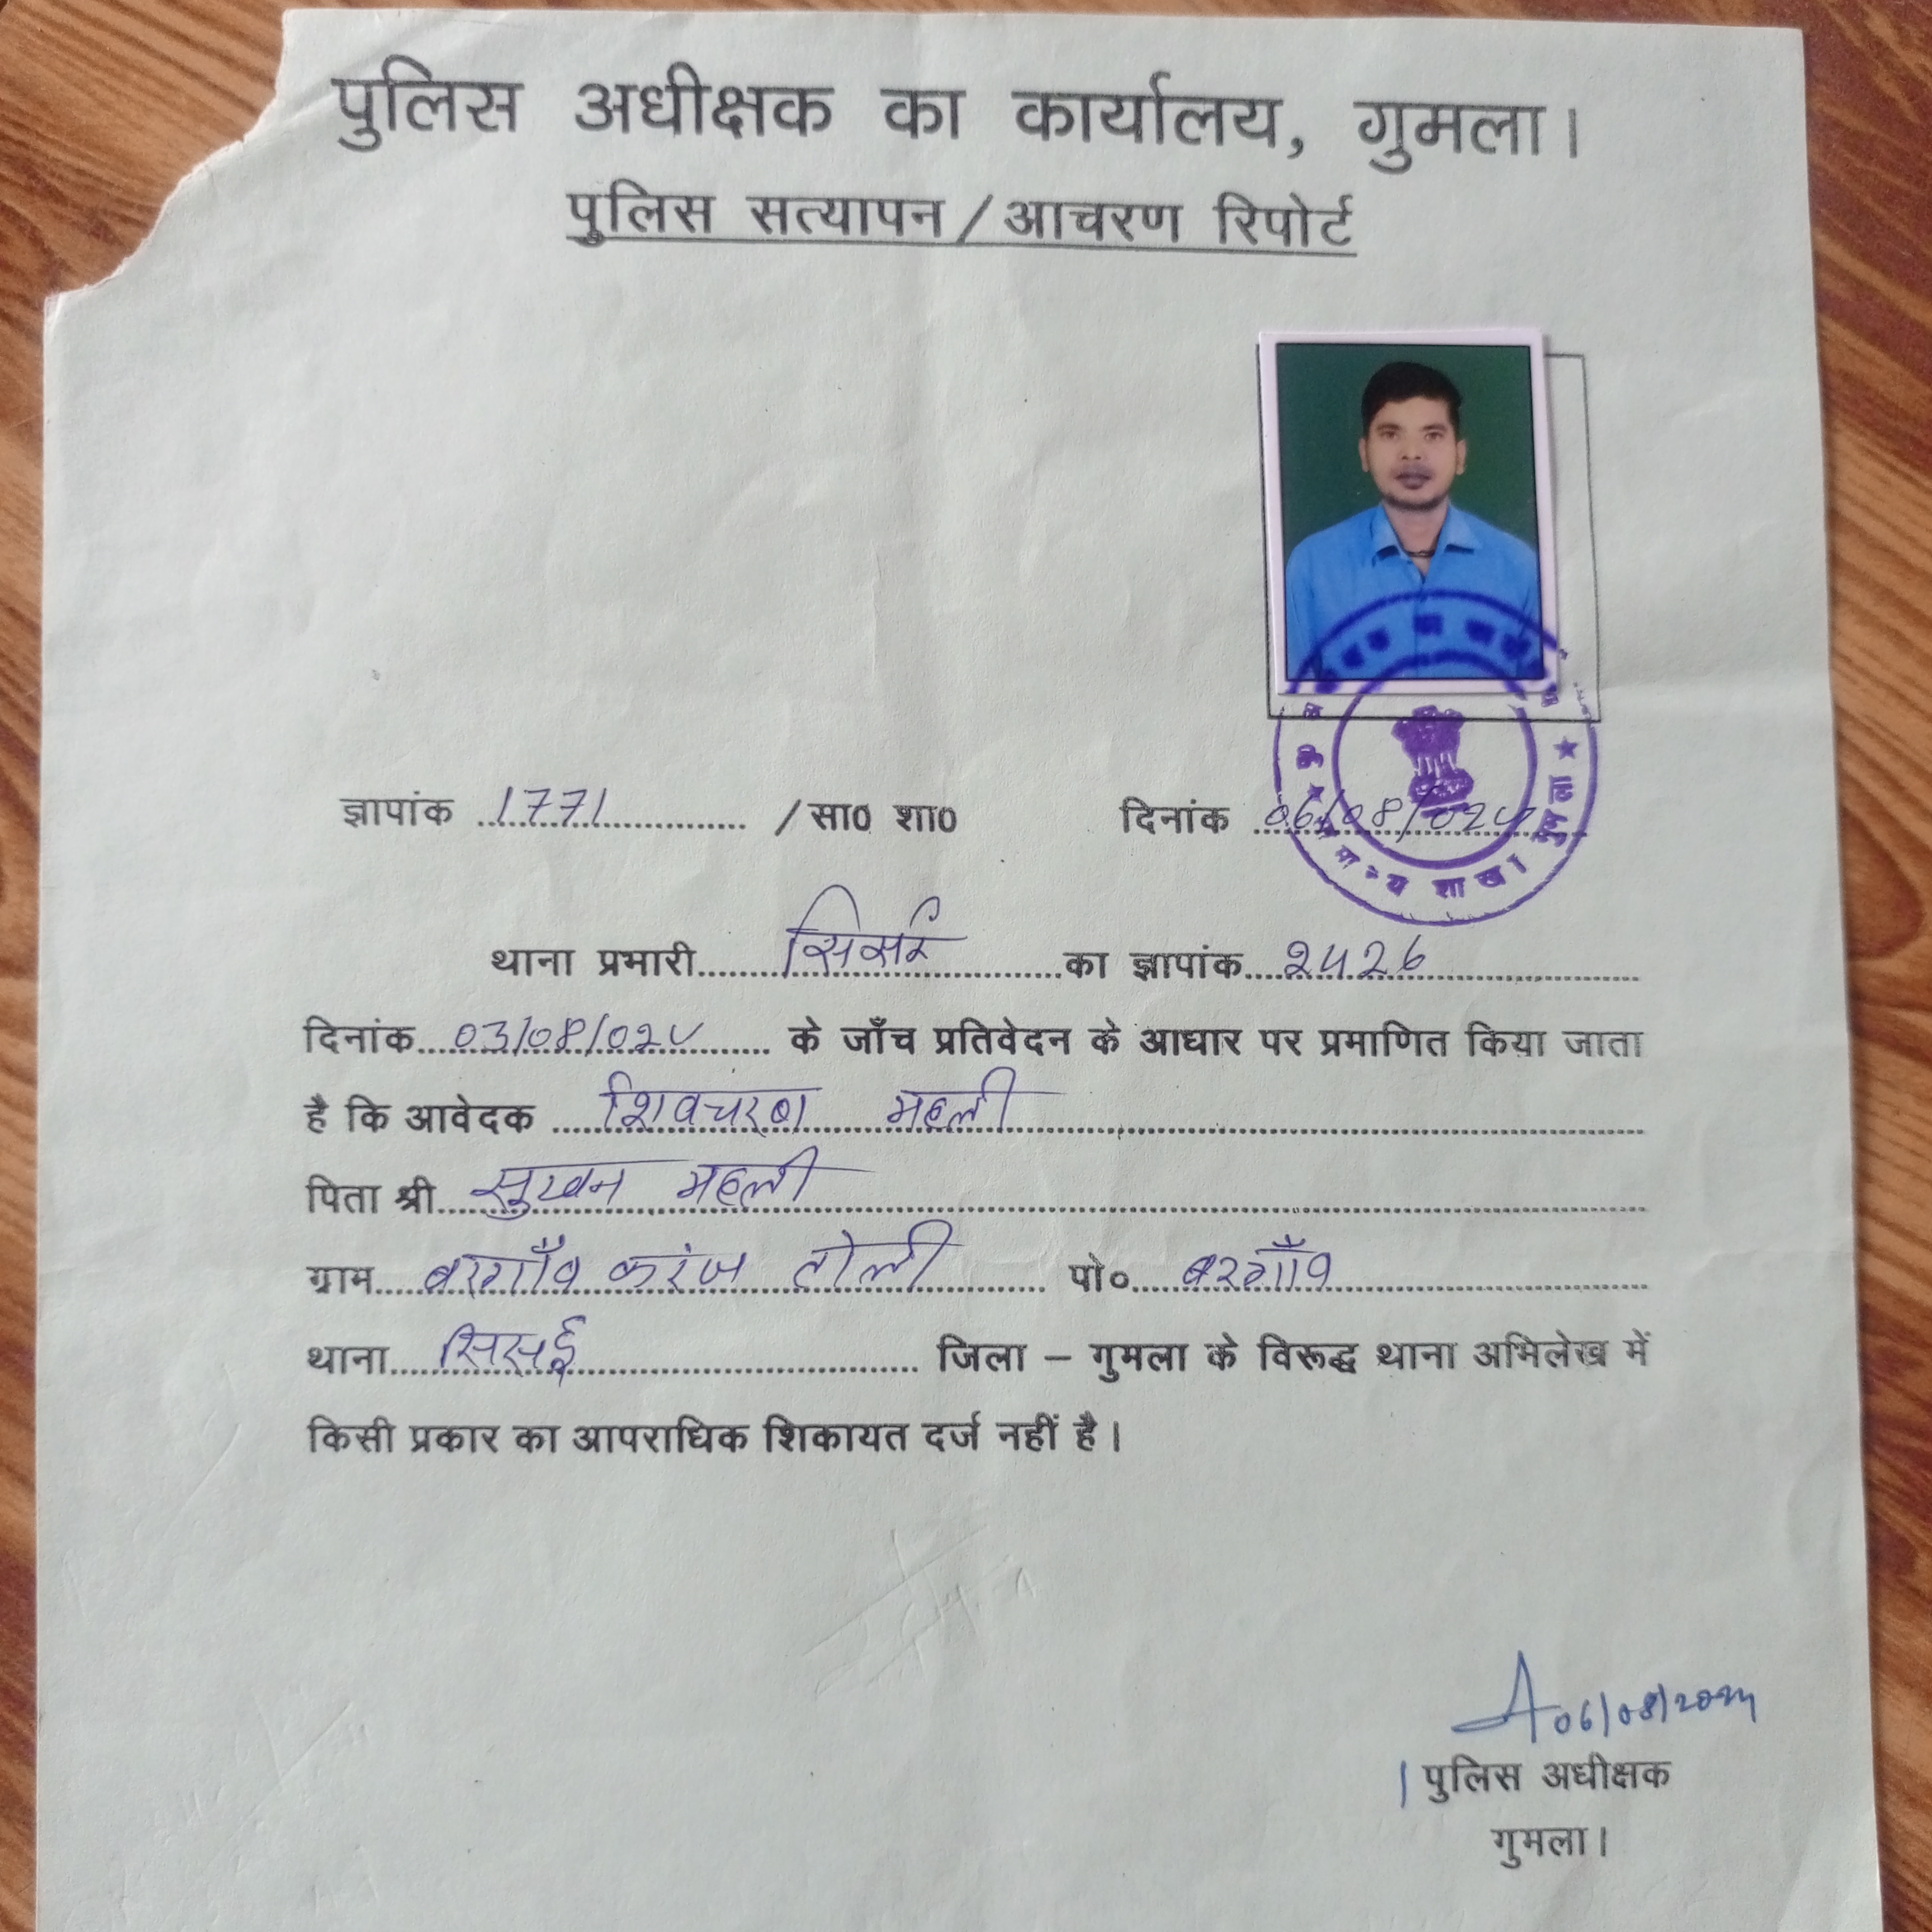 पुलिस अधीक्षक का कार्यालय, गुमला।
पुलिस सत्यापन / आचरण रिपोर्ट
ज्ञापांक 1771 / सा0 शा0 दिनांक 06/08/024
थाना प्रभारी सिसई का ज्ञापांक 2426
दिनांक 03/08/024 के जाँच प्रतिवेदन के आधार पर प्रमाणित किया जाता
है कि आवेदक शिवचरण महली
पिता श्री सुखन महली
ग्राम बरगाँव करंज टोली पो० बरगाँव
थाना सिसई जिला – गुमला के विरूद्ध थाना अभिलेख में
किसी प्रकार का आपराधिक शिकायत दर्ज नहीं है।
06/08/2024
पुलिस अधीक्षक
गुमला।